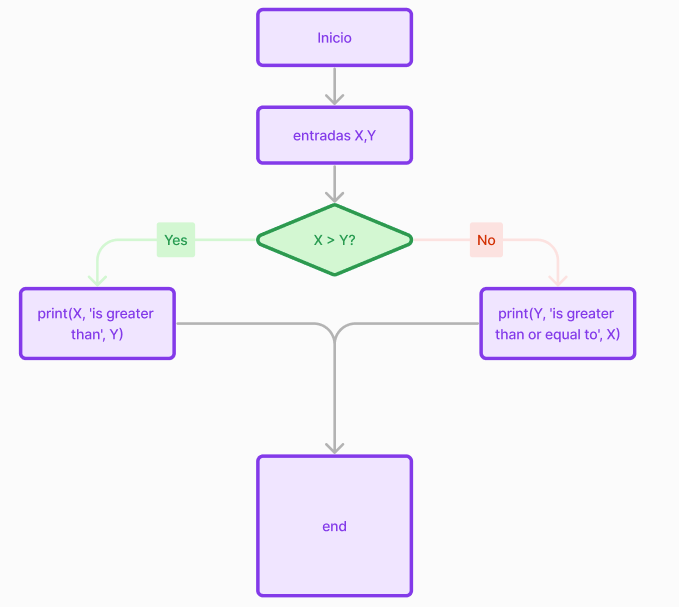 Inicio
entradas X,Y
X > Y?
Yes
No
print(X, 'is greater
than', Y)
print(Y, 'is greater
than or equal to', X)
end